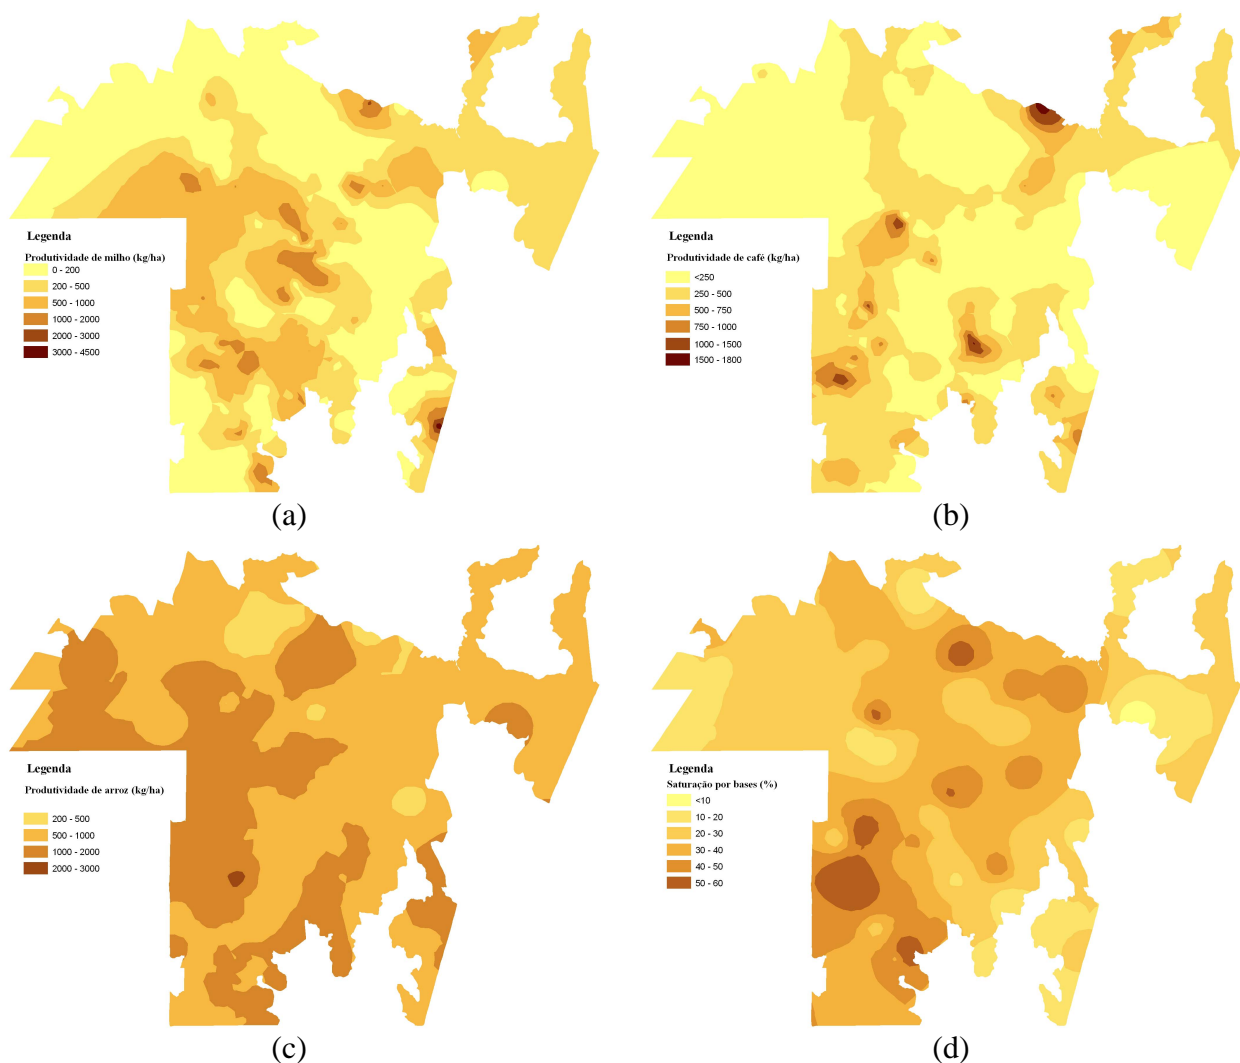 Legenda
Produtividade de milho (kg/ha)
0 - 200
200 - 500
500 - 1000
1000 - 2000
2000 - 3000
3000 - 4500
(a)
Legenda
Produtividade de café (kg/ha)
<250
250 - 500
500 - 750
750 - 1000
1000 - 1500
1500 - 1800
(b)
Legenda
Produtividade de arroz (kg/ha)
200 - 500
500 - 1000
1000 - 2000
2000 - 3000
(c)
Legenda
Saturação por bases (%)
<10
10 - 20
20 - 30
30 - 40
40 - 50
50 - 60
(d)